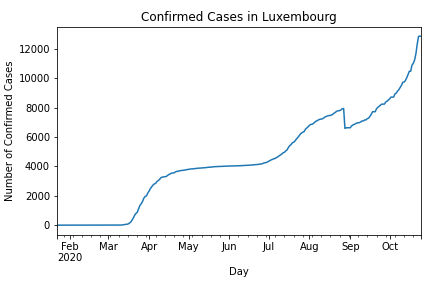 Confirmed Cases in Luxembourg
Number of Confirmed Cases
12000
10000
8000
6000
4000
2000
0
Feb Mar Apr May Jun Jul Aug Sep Oct
2020
Day